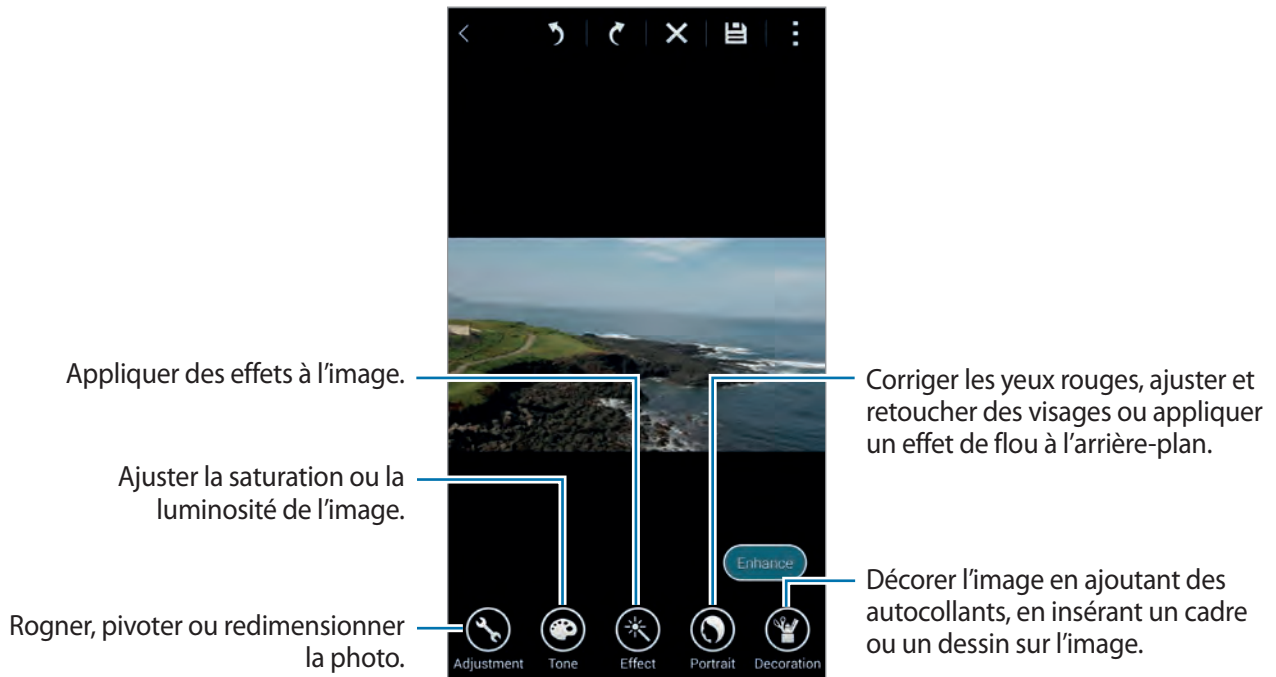 Appliquer des effets à l'image.
Ajuster la saturation ou la
luminosité de l'image.
Rogner, pivoter ou redimensionner
la photo.
Corriger les yeux rouges, ajuster et
retoucher des visages ou appliquer
un effet de flou à l'arrière-plan.
Décorer l'image en ajoutant des
autocollants, en insérant un cadre
ou un dessin sur l'image.
Enhance
Adjustment Tone Effect Portrait Decoration